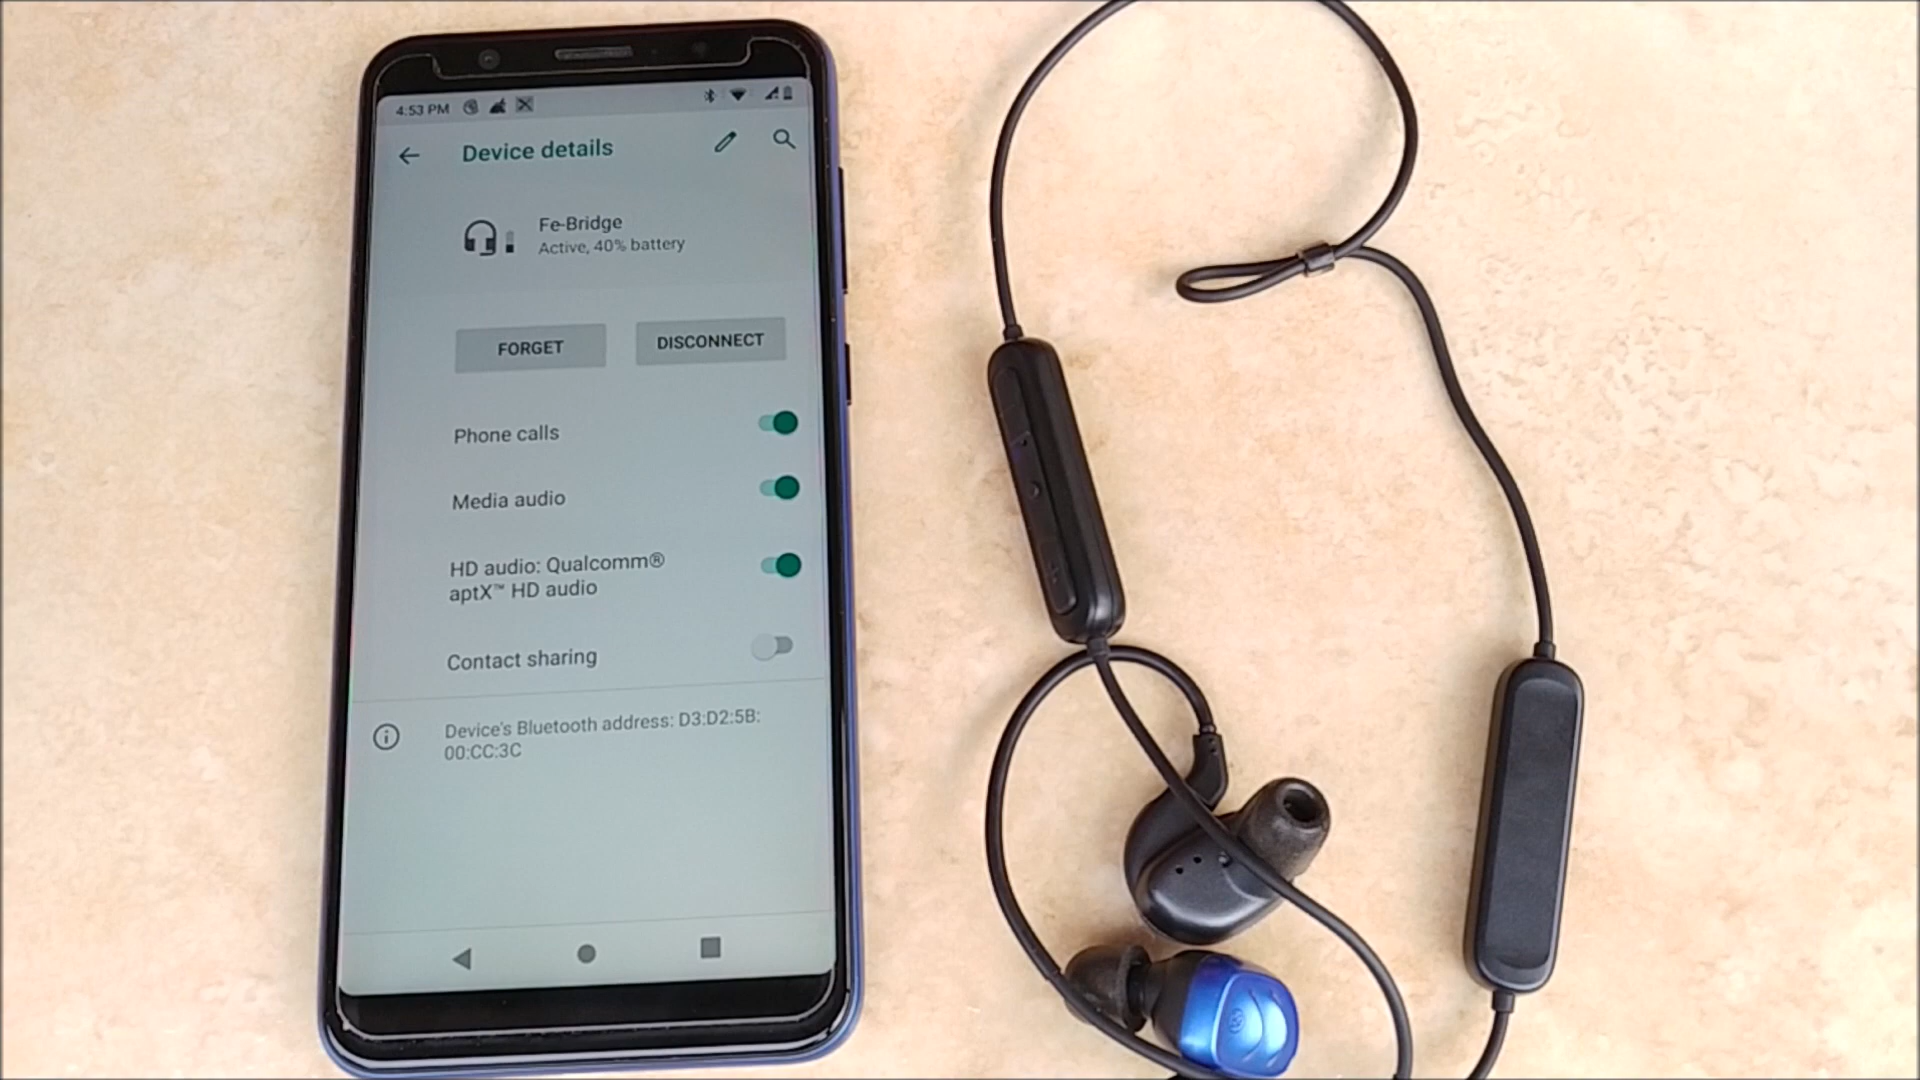 4:53 PM
Device details
Fe-Bridge
Active, 40% battery
FORGET
DISCONNECT
Phone calls
Media audio
HD audio: Qualcomm®
aptX™ HD audio
Contact sharing
Device's Bluetooth address: D3:D2:5B:
00:CC:3C